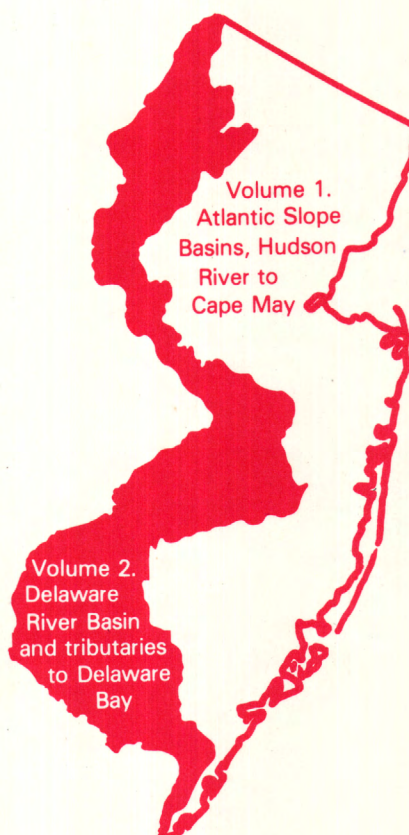 Volume 1.
Atlantic Slope
Basins, Hudson
River to
Cape May
Volume 2.
Delaware
River Basin
and tributaries
to Delaware
Bay